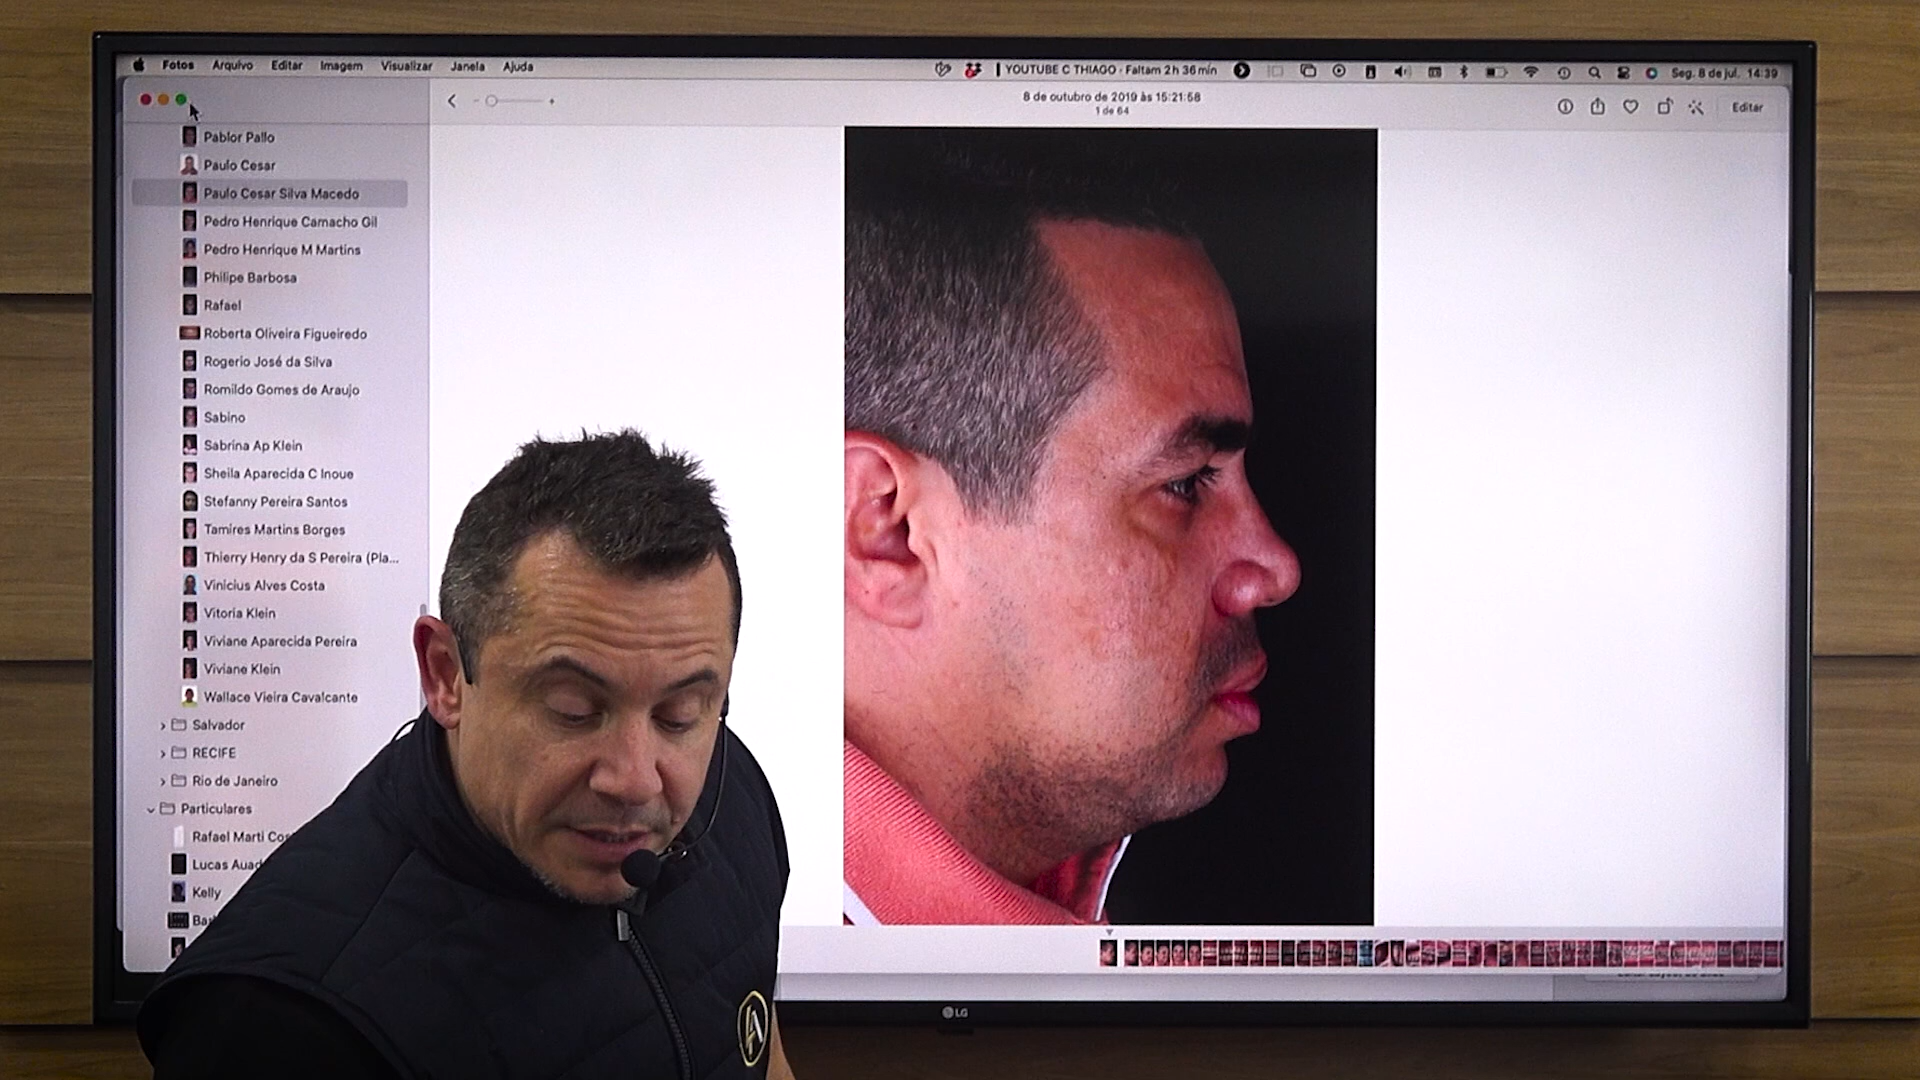 Fotos Arquivo Editar Imagem Visualizar Janela Ajuda
YOUTUBE C THIAGO · Faltam 2 h 36 min
Seg. 8 de jul. 14:39
8 de outubro de 2019 às 15:21:58
1 de 64
Editar
Pablor Pallo
Paulo Cesar
Paulo Cesar Silva Macedo
Pedro Henrique Camacho Gil
Pedro Henrique M Martins
Philipe Barbosa
Rafael
Roberta Oliveira Figueiredo
Rogerio José da Silva
Romildo Gomes de Araujo
Sabino
Sabrina Ap Klein
Sheila Aparecida C Inoue
Stefanny Pereira Santos
Tamires Martins Borges
Thierry Henry da S Pereira (Pla...
Vinicius Alves Costa
Vitoria Klein
Viviane Aparecida Pereira
Viviane Klein
Wallace Vieira Cavalcante
Salvador
RECIFE
Rio de Janeiro
Particulares
Rafael Marti Cos
Lucas Auad
Kelly
LG